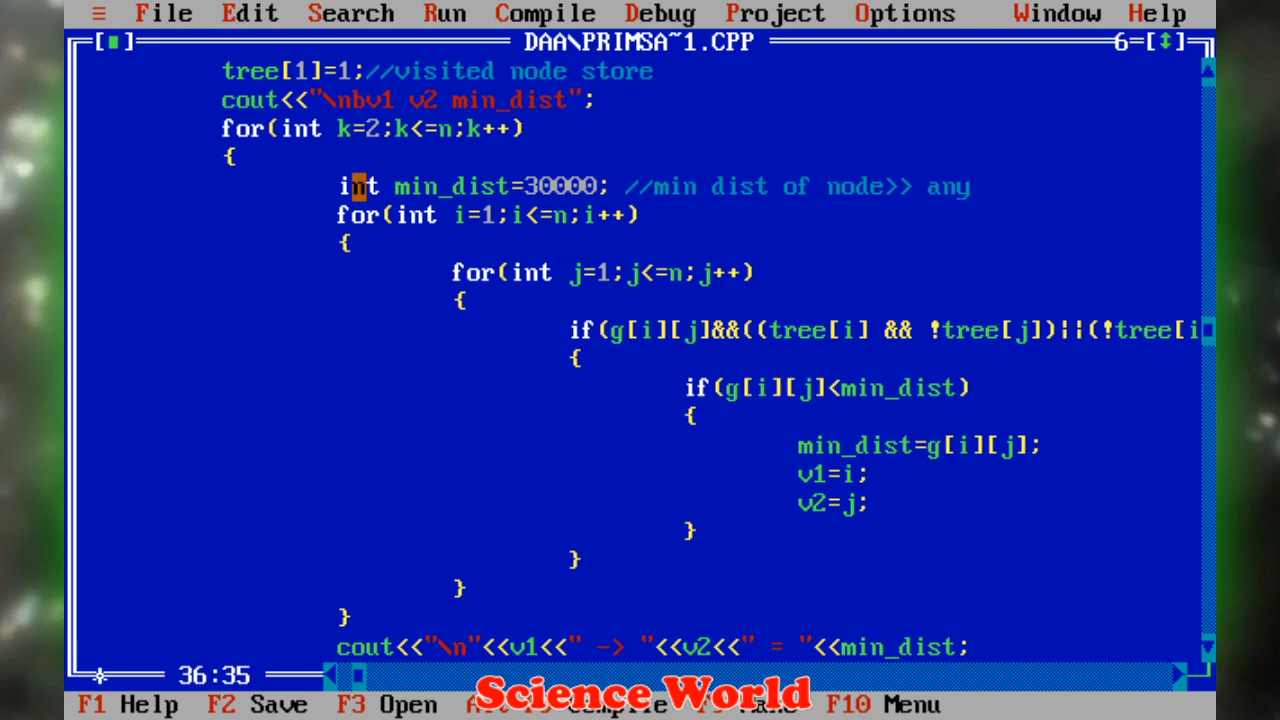 ≡ File Edit Search Run Compile Debug Project Options Window Help
[■] DAA\PRIMSA~1.CPP 6=[↕]
tree[1]=1;//visited node store
cout<<"\nbv1 v2 min_dist";
for(int k=2;k<=n;k++)
{
int min_dist=30000; //min dist of node>> any
for(int i=1;i<=n;i++)
{
for(int j=1;j<=n;j++)
{
if(g[i][j]&&((tree[i] && !tree[j])||(!tree[i
{
if(g[i][j]<min_dist)
{
min_dist=g[i][j];
v1=i;
v2=j;
}
}
}
}
cout<<"\n"<<v1<<" -> "<<v2<<" = "<<min_dist;
36:35
F1 Help F2 Save F3 Open Compile Make F10 Menu
Science World